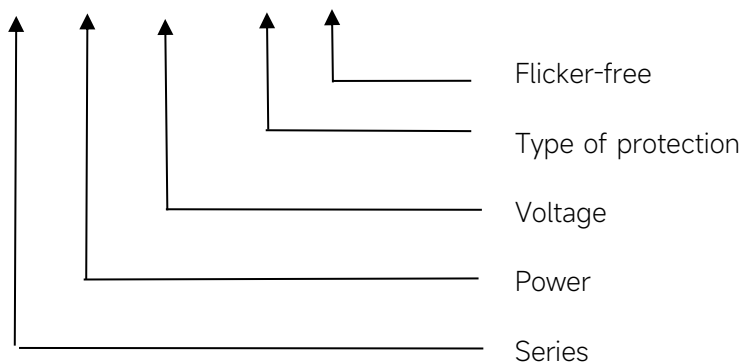 Flicker-free
Type of protection
Voltage
Power
Series